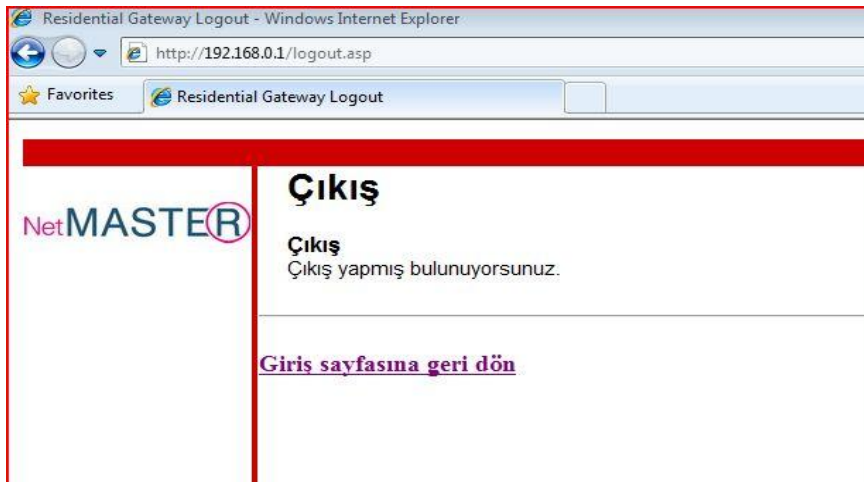 Residential Gateway Logout - Windows Internet Explorer
http://192.168.0.1/logout.asp
Favorites
Residential Gateway Logout
Çıkış
NetMASTER
Çıkış
Çıkış yapmış bulunuyorsunuz.
Giriş sayfasına geri dön